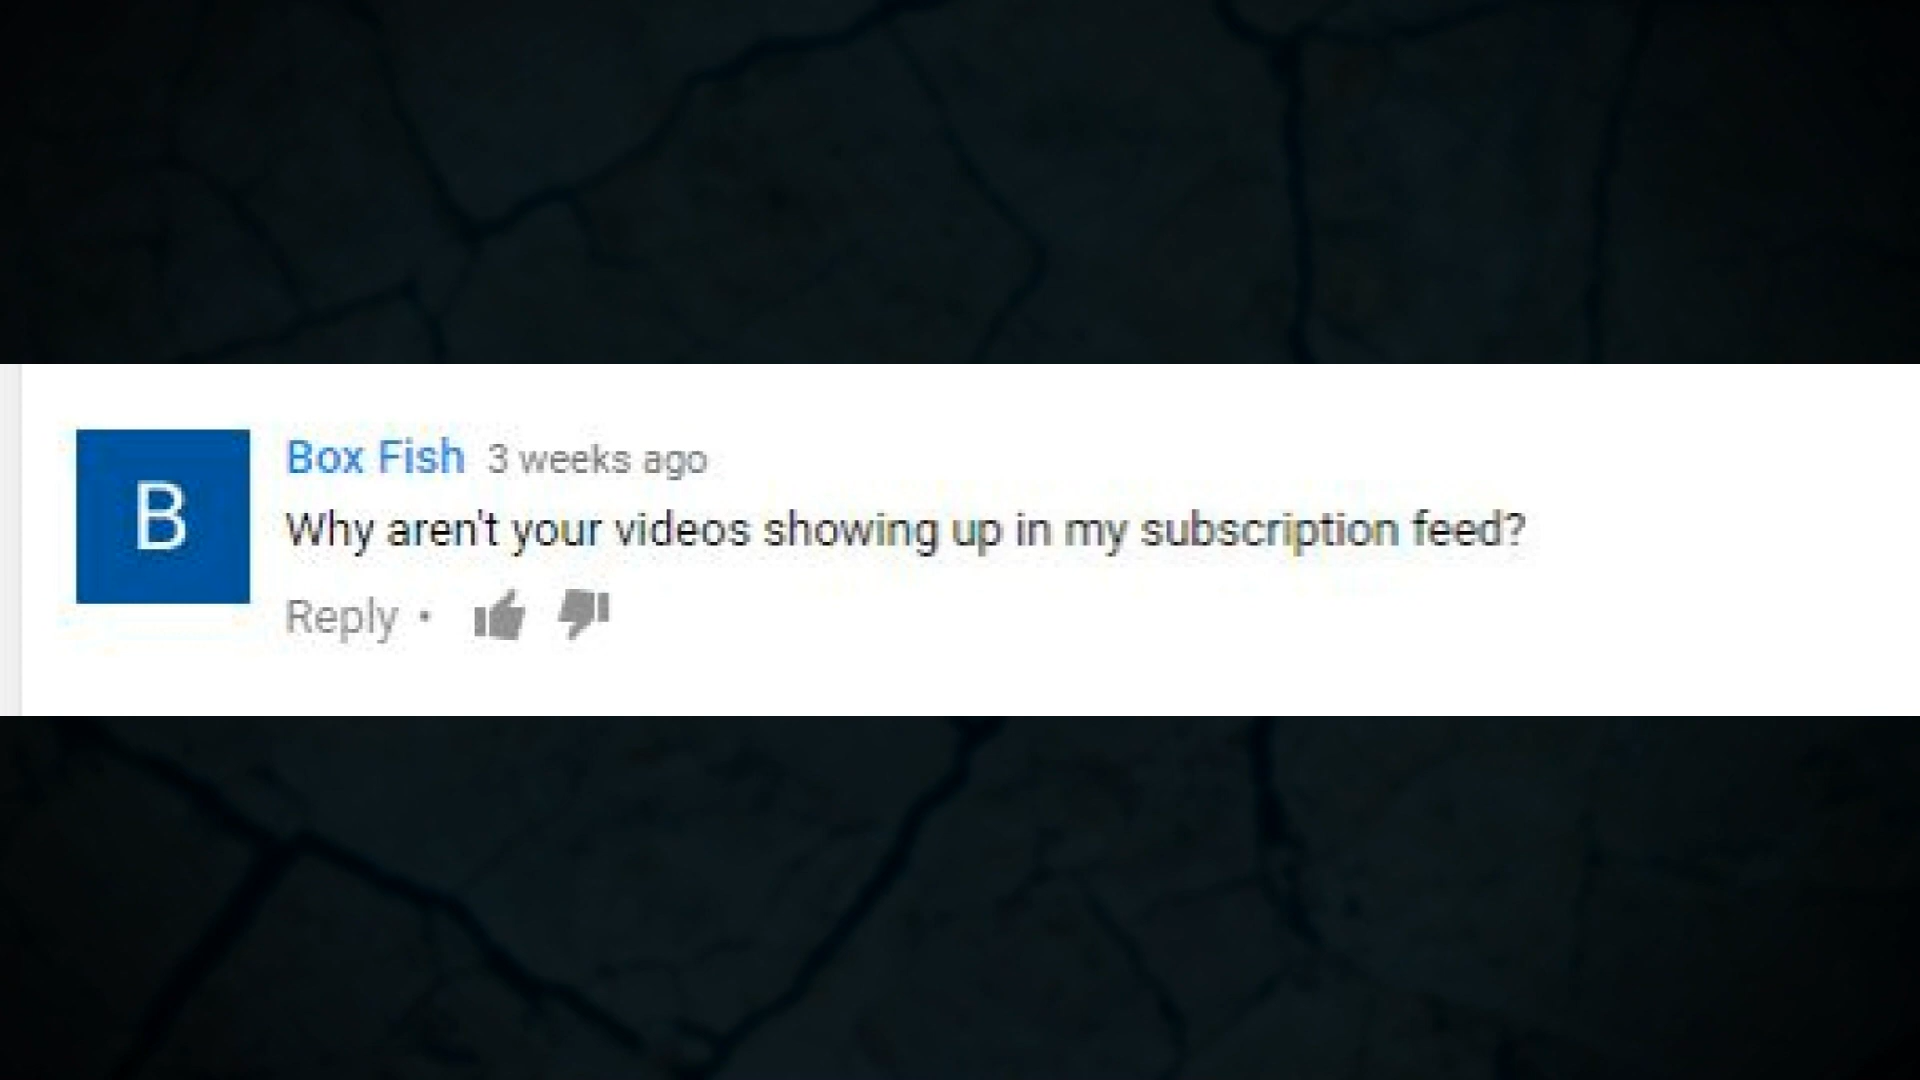 B
Box Fish 3 weeks ago
Why aren't your videos showing up in my subscription feed?
Reply •